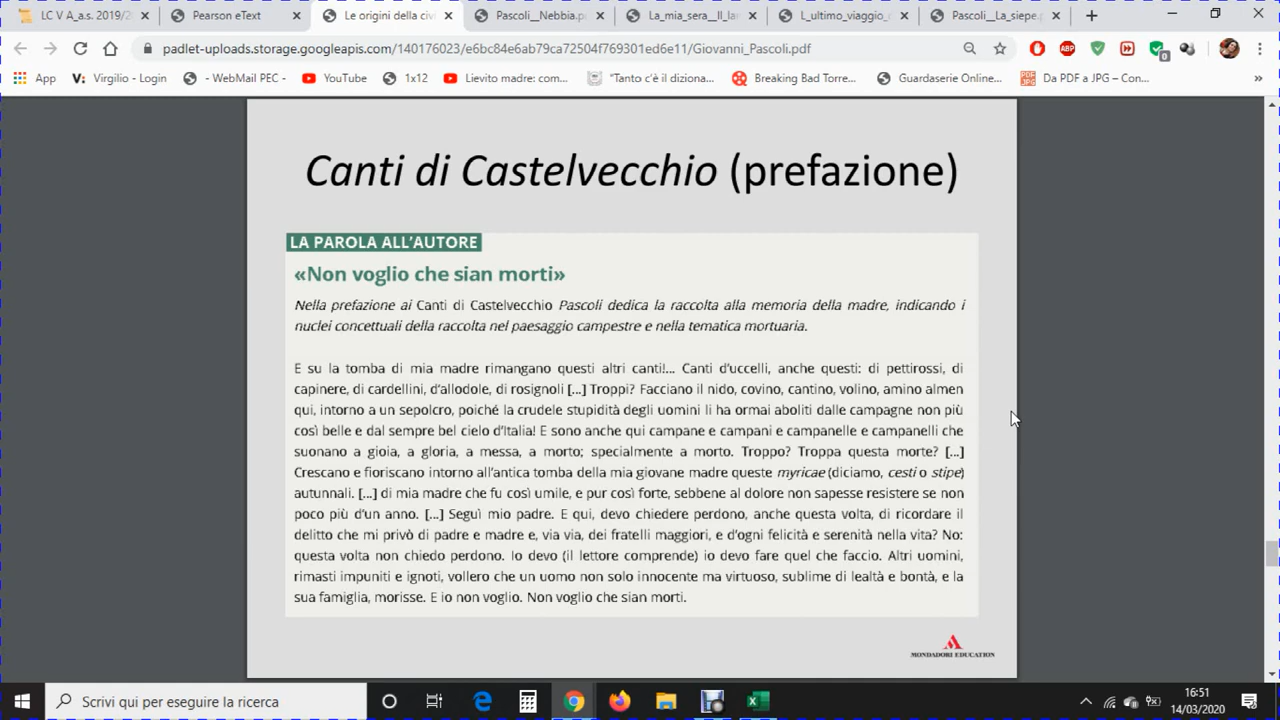 LC V A_a.s. 2019/2
Pearson eText
Le origini della civi
Pascoli__Nebbia.p
La_mia_sera__Il_la
L_ultimo_viaggio_
Pascoli__La_siepe.p
padlet-uploads.storage.googleapis.com/140176023/e6bc84e6ab79ca72504f769301ed6e11/Giovanni_Pascoli.pdf
ABP
0
App
Virgilio - Login
- WebMail PEC -
YouTube
1x12
Lievito madre: com...
"Tanto c'è il diziona...
Breaking Bad Torre...
Guardaserie Online...
Da PDF a JPG – Con...
»
Canti di Castelvecchio (prefazione)
LA PAROLA ALL'AUTORE
«Non voglio che sian morti»
Nella prefazione ai Canti di Castelvecchio Pascoli dedica la raccolta alla memoria della madre, indicando i
nuclei concettuali della raccolta nel paesaggio campestre e nella tematica mortuaria.
E su la tomba di mia madre rimangano questi altri canti!... Canti d'uccelli, anche questi: di pettirossi, di
capinere, di cardellini, d'allodole, di rosignoli [...] Troppi? Facciano il nido, covino, cantino, volino, amino almen
qui, intorno a un sepolcro, poiché la crudele stupidità degli uomini li ha ormai aboliti dalle campagne non più
così belle e dal sempre bel cielo d'Italia! E sono anche qui campane e campani e campanelle e campanelli che
suonano a gioia, a gloria, a messa, a morto; specialmente a morto. Troppo? Troppa questa morte? [...]
Crescano e fioriscano intorno all'antica tomba della mia giovane madre queste myricae (diciamo, cesti o stipe)
autunnali. [...] di mia madre che fu così umile, e pur così forte, sebbene al dolore non sapesse resistere se non
poco più d'un anno. [...] Seguì mio padre. E qui, devo chiedere perdono, anche questa volta, di ricordare il
delitto che mi privò di padre e madre e, via via, dei fratelli maggiori, e d'ogni felicità e serenità nella vita? No:
questa volta non chiedo perdono. Io devo (il lettore comprende) io devo fare quel che faccio. Altri uomini,
rimasti impuniti e ignoti, vollero che un uomo non solo innocente ma virtuoso, sublime di lealtà e bontà, e la
sua famiglia, morisse. E io non voglio. Non voglio che sian morti.
MONDADORI EDUCATION
Scrivi qui per eseguire la ricerca
16:51
14/03/2020